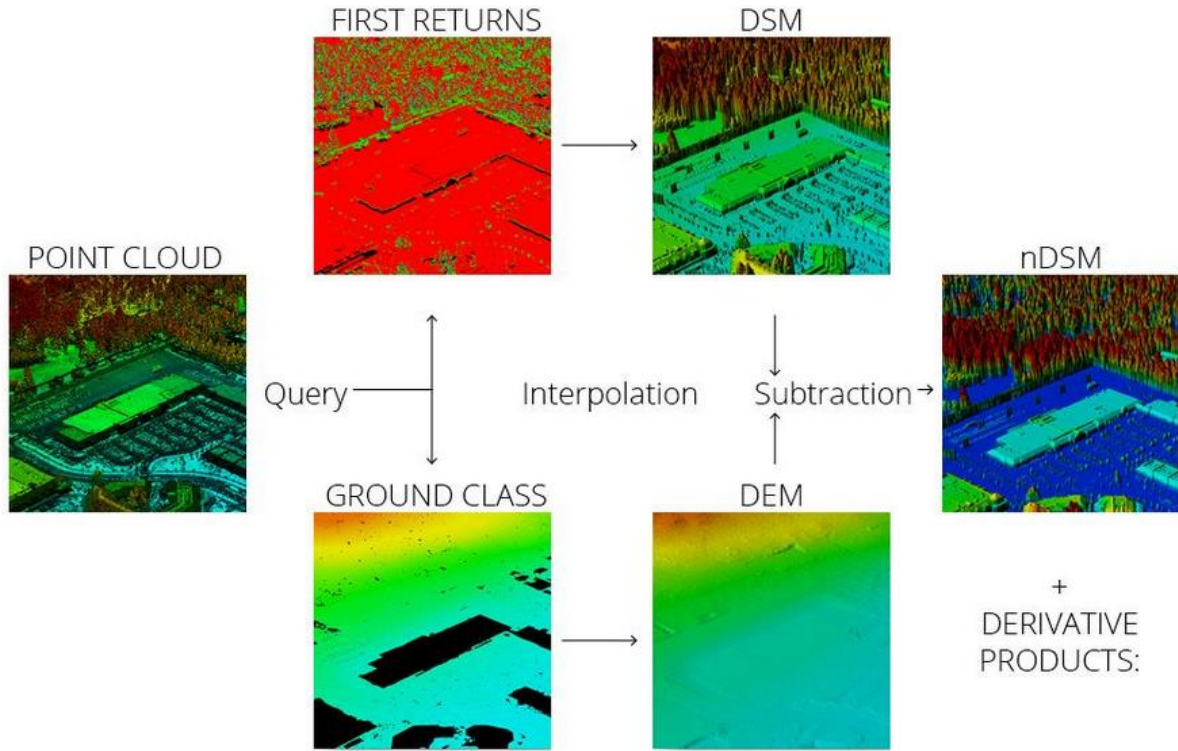 FIRST RETURNS
DSM
POINT CLOUD
nDSM
Query
Interpolation
Subtraction
GROUND CLASS
DEM
+
DERIVATIVE
PRODUCTS: